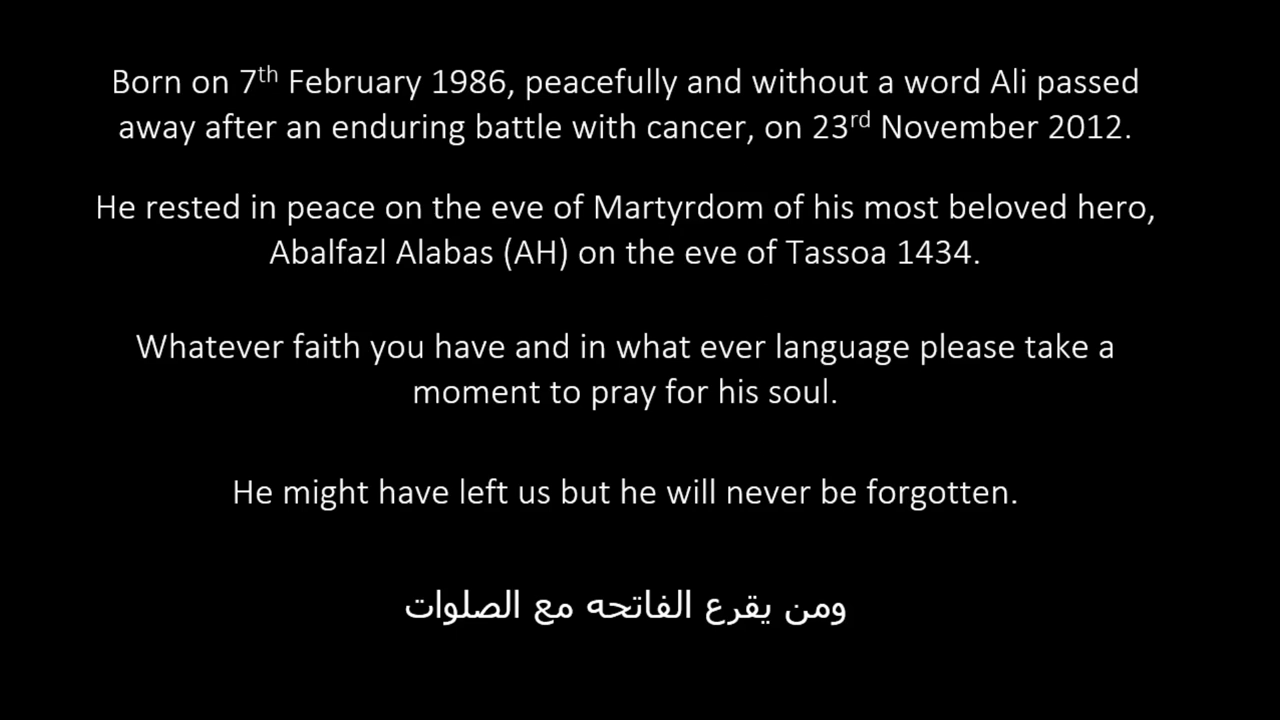 Born on 7th February 1986, peacefully and without a word Ali passed
away after an enduring battle with cancer, on 23rd November 2012.
He rested in peace on the eve of Martyrdom of his most beloved hero,
Abalfazl Alabas (AH) on the eve of Tassoa 1434.
Whatever faith you have and in what ever language please take a
moment to pray for his soul.
He might have left us but he will never be forgotten.
ومن يقرع الفاتحه مع الصلوات